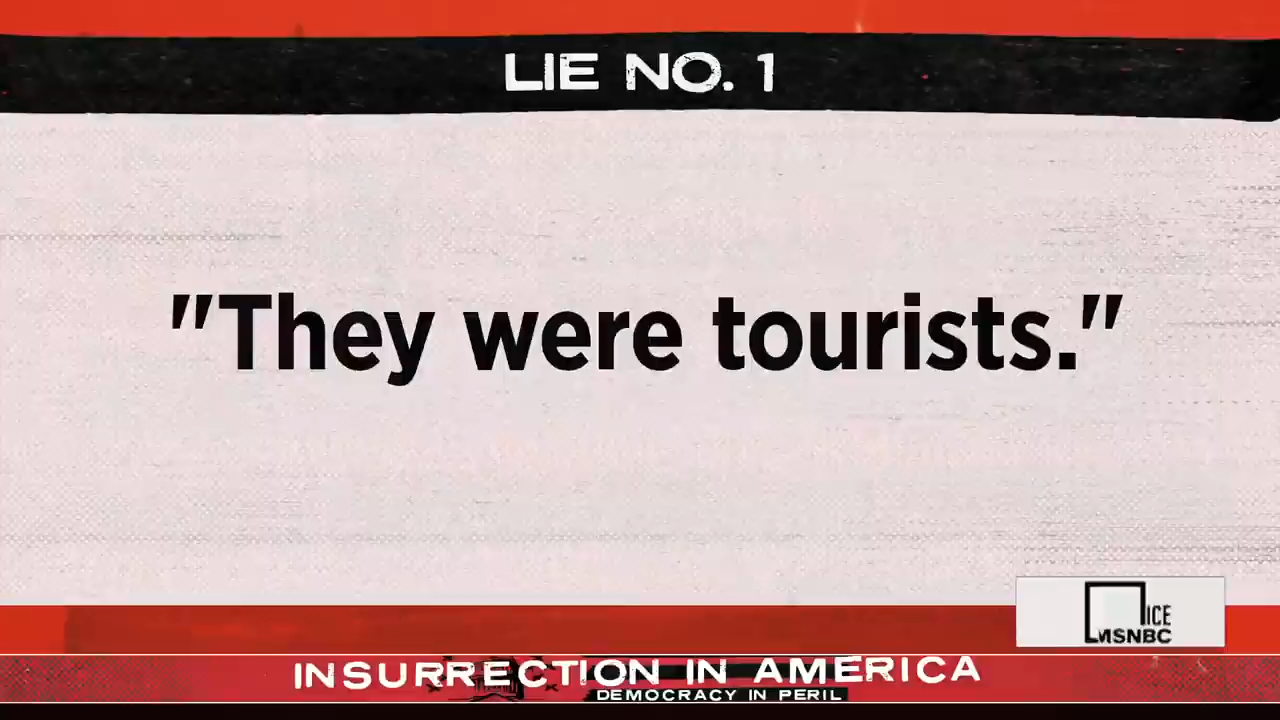 LIE NO. 1
"They were tourists."
ICE
MSNBC
INSURRECTION IN AMERICA
DEMOCRACY IN PERIL